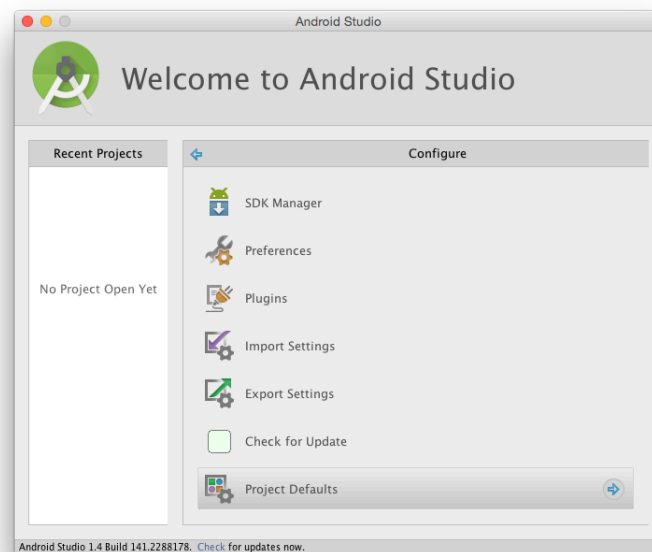 Android Studio
Welcome to Android Studio
Recent Projects
Configure
No Project Open Yet
SDK Manager
Preferences
Plugins
Import Settings
Export Settings
Check for Update
Project Defaults
Android Studio 1.4 Build 141.2288178. Check for updates now.